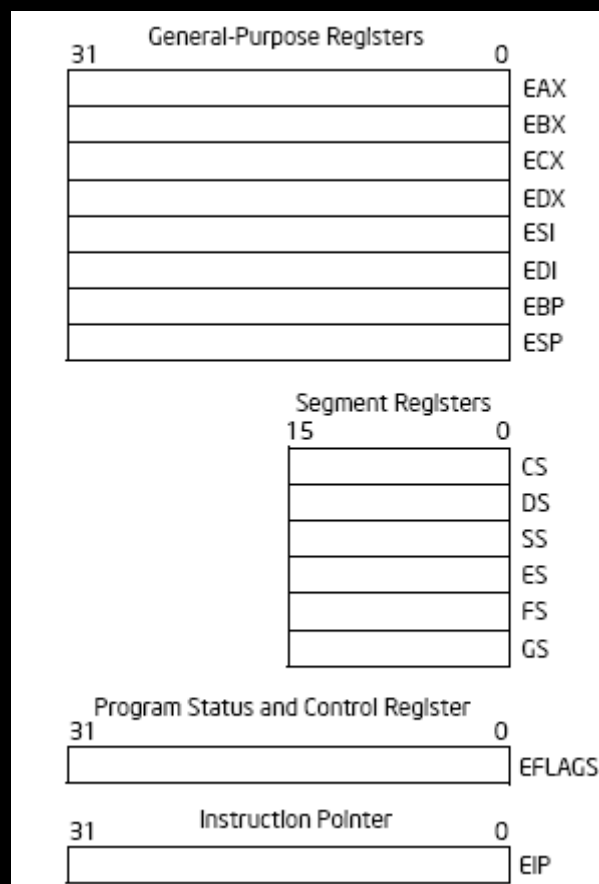 General-Purpose Registers
31 0
EAX
EBX
ECX
EDX
ESI
EDI
EBP
ESP
Segment Registers
15 0
CS
DS
SS
ES
FS
GS
Program Status and Control Register
31 0
EFLAGS
Instruction Pointer
31 0
EIP